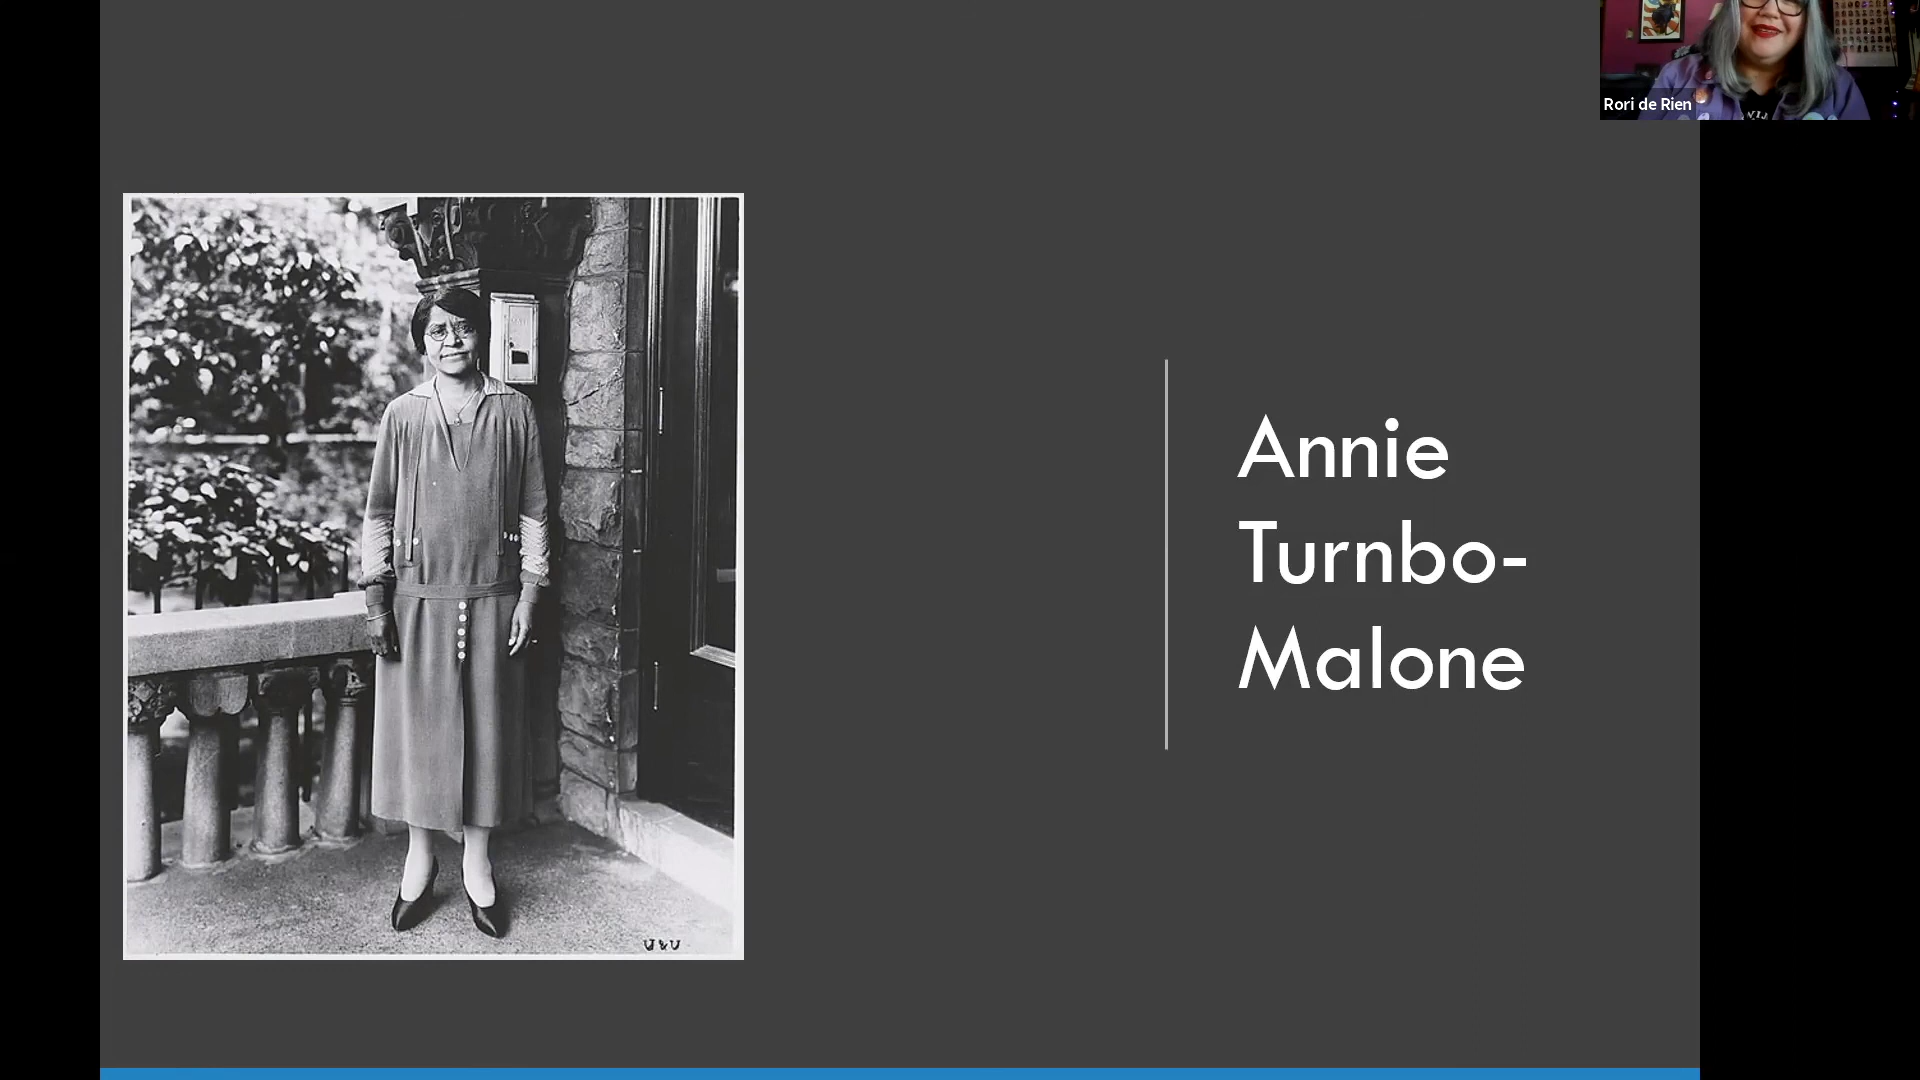 Rori de Rien
Annie
Turnbo-
Malone
U & U